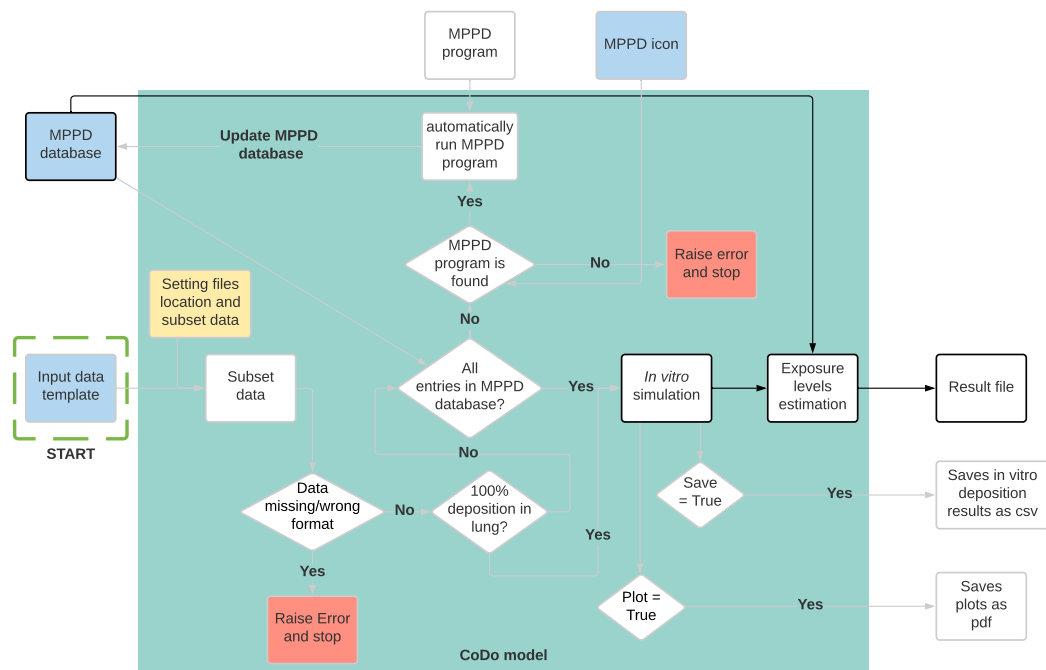 MPPD
program
MPPD icon
MPPD
database
Update MPPD
database
automatically
run MPPD
program
Yes
MPPD
program is
found
No
Raise error
and stop
Setting files
location and
subset data
No
Input data
template
START
Subset
data
All
entries in MPPD
database?
Yes
In vitro
simulation
Exposure
levels
estimation
Result file
No
Data
missing/wrong
format
No
100%
deposition in
lung?
Yes
Save
= True
Yes
Saves in vitro
deposition
results as csv
Yes
Raise Error
and stop
Plot =
True
Yes
Saves
plots as
pdf
CoDo model